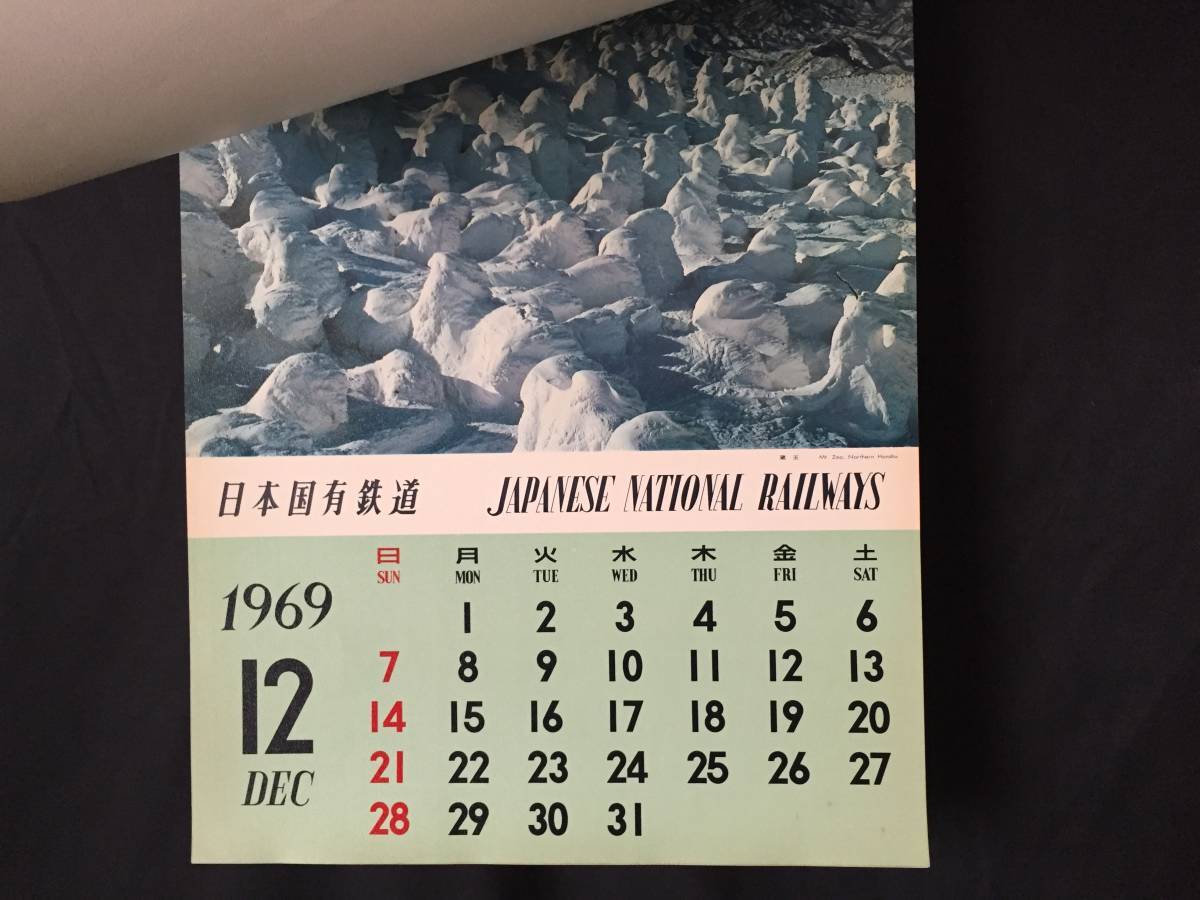 蔵王 Mt Zao, Northern Honshu
日本国有鉄道 JAPANESE NATIONAL RAILWAYS
1969
12
DEC
日 月 火 水 木 金 土
SUN MON TUE WED THU FRI SAT
1 2 3 4 5 6
7 8 9 10 11 12 13
14 15 16 17 18 19 20
21 22 23 24 25 26 27
28 29 30 31